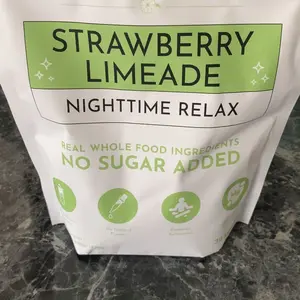 STRAWBERRY
LIMEADE
NIGHTTIME RELAX
REAL WHOLE FOOD INGREDIENTS
NO SUGAR ADDED